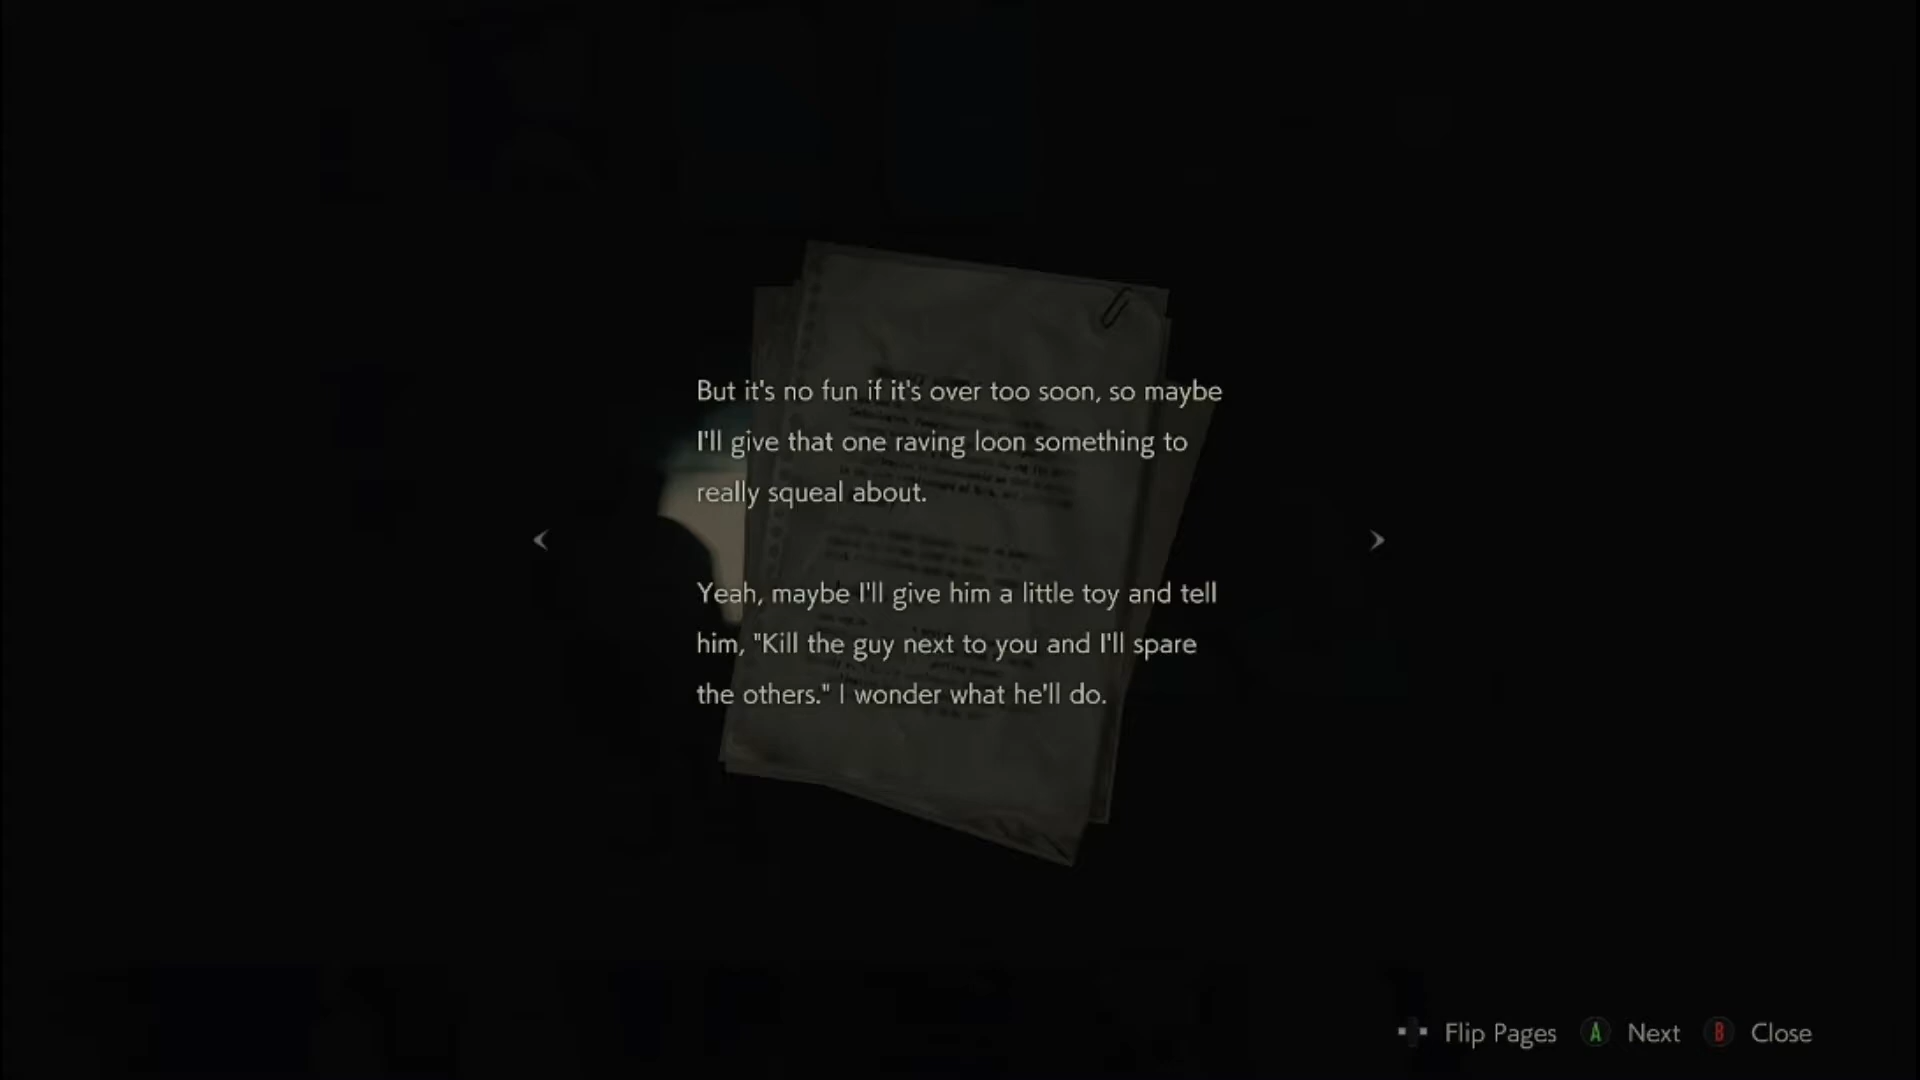 But it's no fun if it's over too soon, so maybe
I'll give that one raving loon something to
really squeal about.
Yeah, maybe I'll give him a little toy and tell
him, "Kill the guy next to you and I'll spare
the others." I wonder what he'll do.
Flip Pages A Next B Close